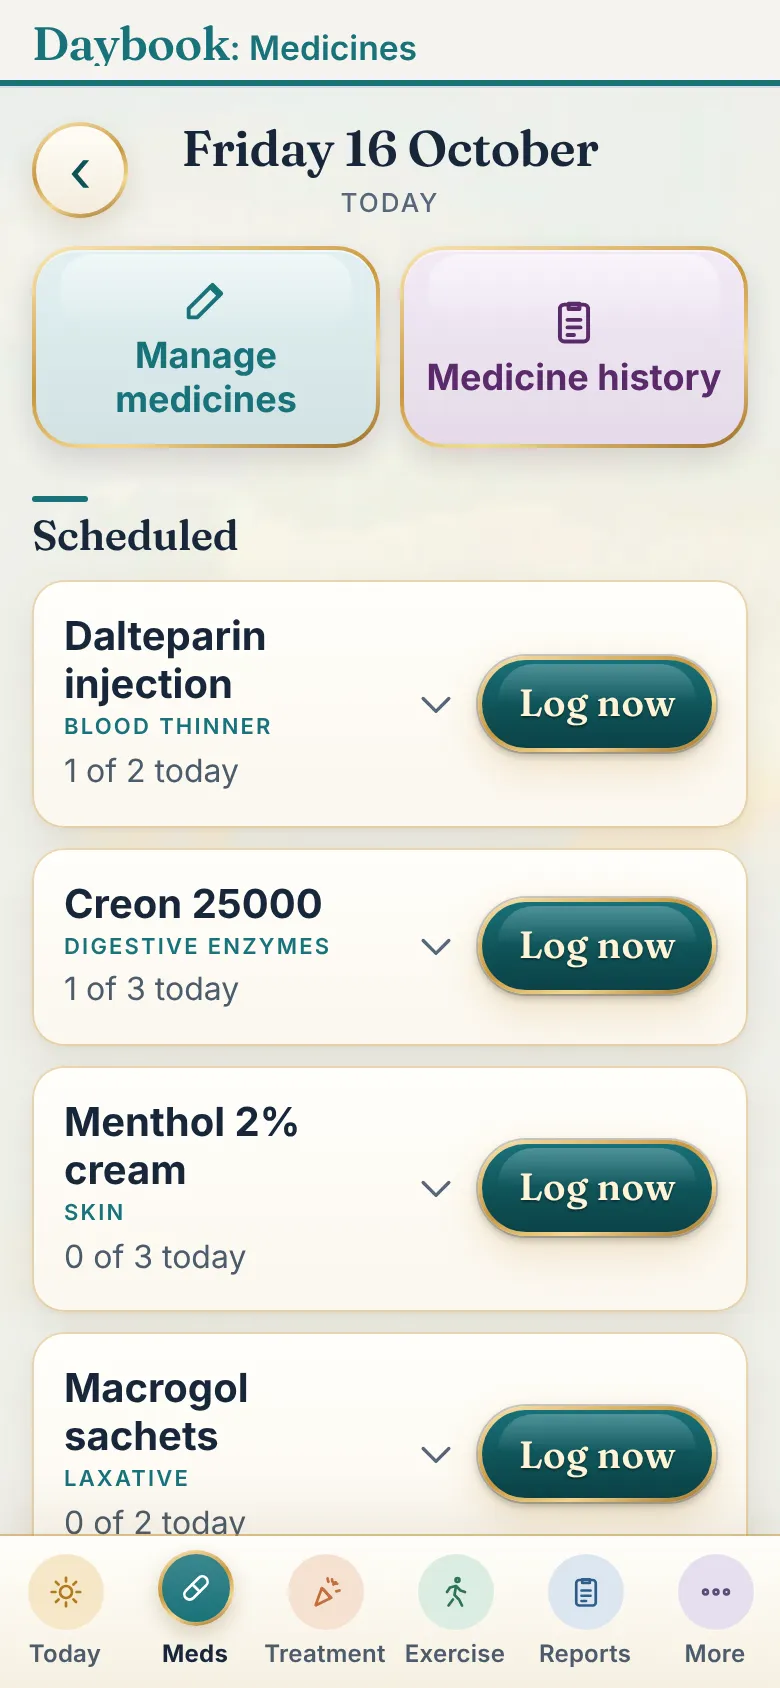 Daybook: Medicines
Friday 16 October
TODAY
Manage
medicines
Medicine history
Scheduled
Dalteparin
injection
BLOOD THINNER
1 of 2 today
Log now
Creon 25000
DIGESTIVE ENZYMES
1 of 3 today
Log now
Menthol 2%
cream
SKIN
0 of 3 today
Log now
Macrogol
sachets
LAXATIVE
0 of 2 today
Log now
Today
Meds
Treatment
Exercise
Reports
More